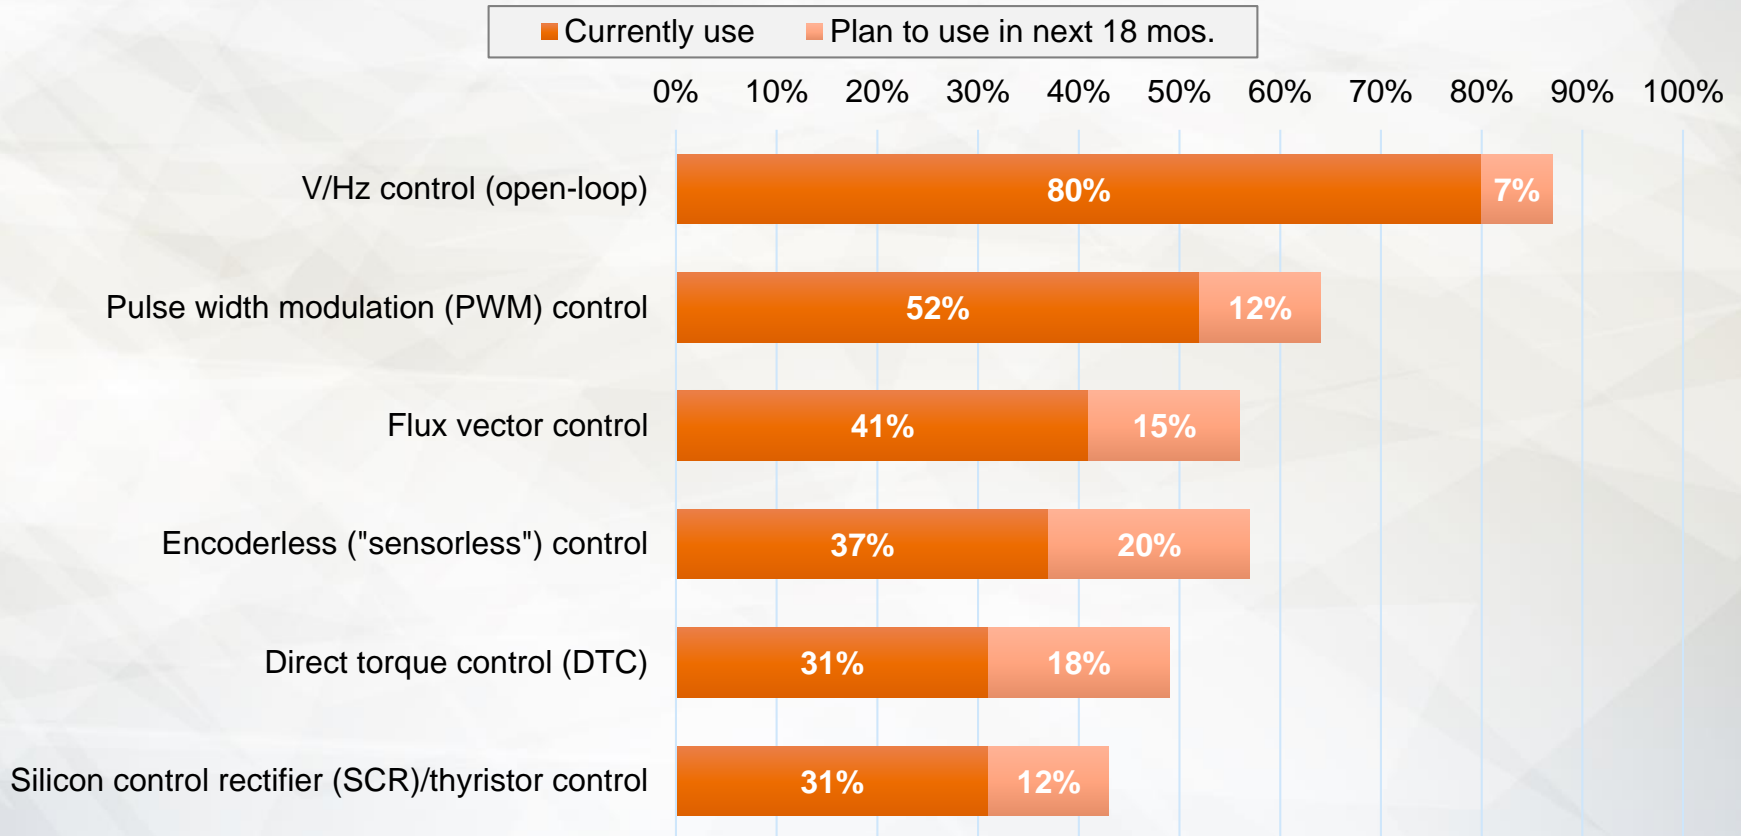 Currently use Plan to use in next 18 mos.
0% 10% 20% 30% 40% 50% 60% 70% 80% 90% 100%
V/Hz control (open-loop) 80% 7%
Pulse width modulation (PWM) control 52% 12%
Flux vector control 41% 15%
Encoderless ("sensorless") control 37% 20%
Direct torque control (DTC) 31% 18%
Silicon control rectifier (SCR)/thyristor control 31% 12%